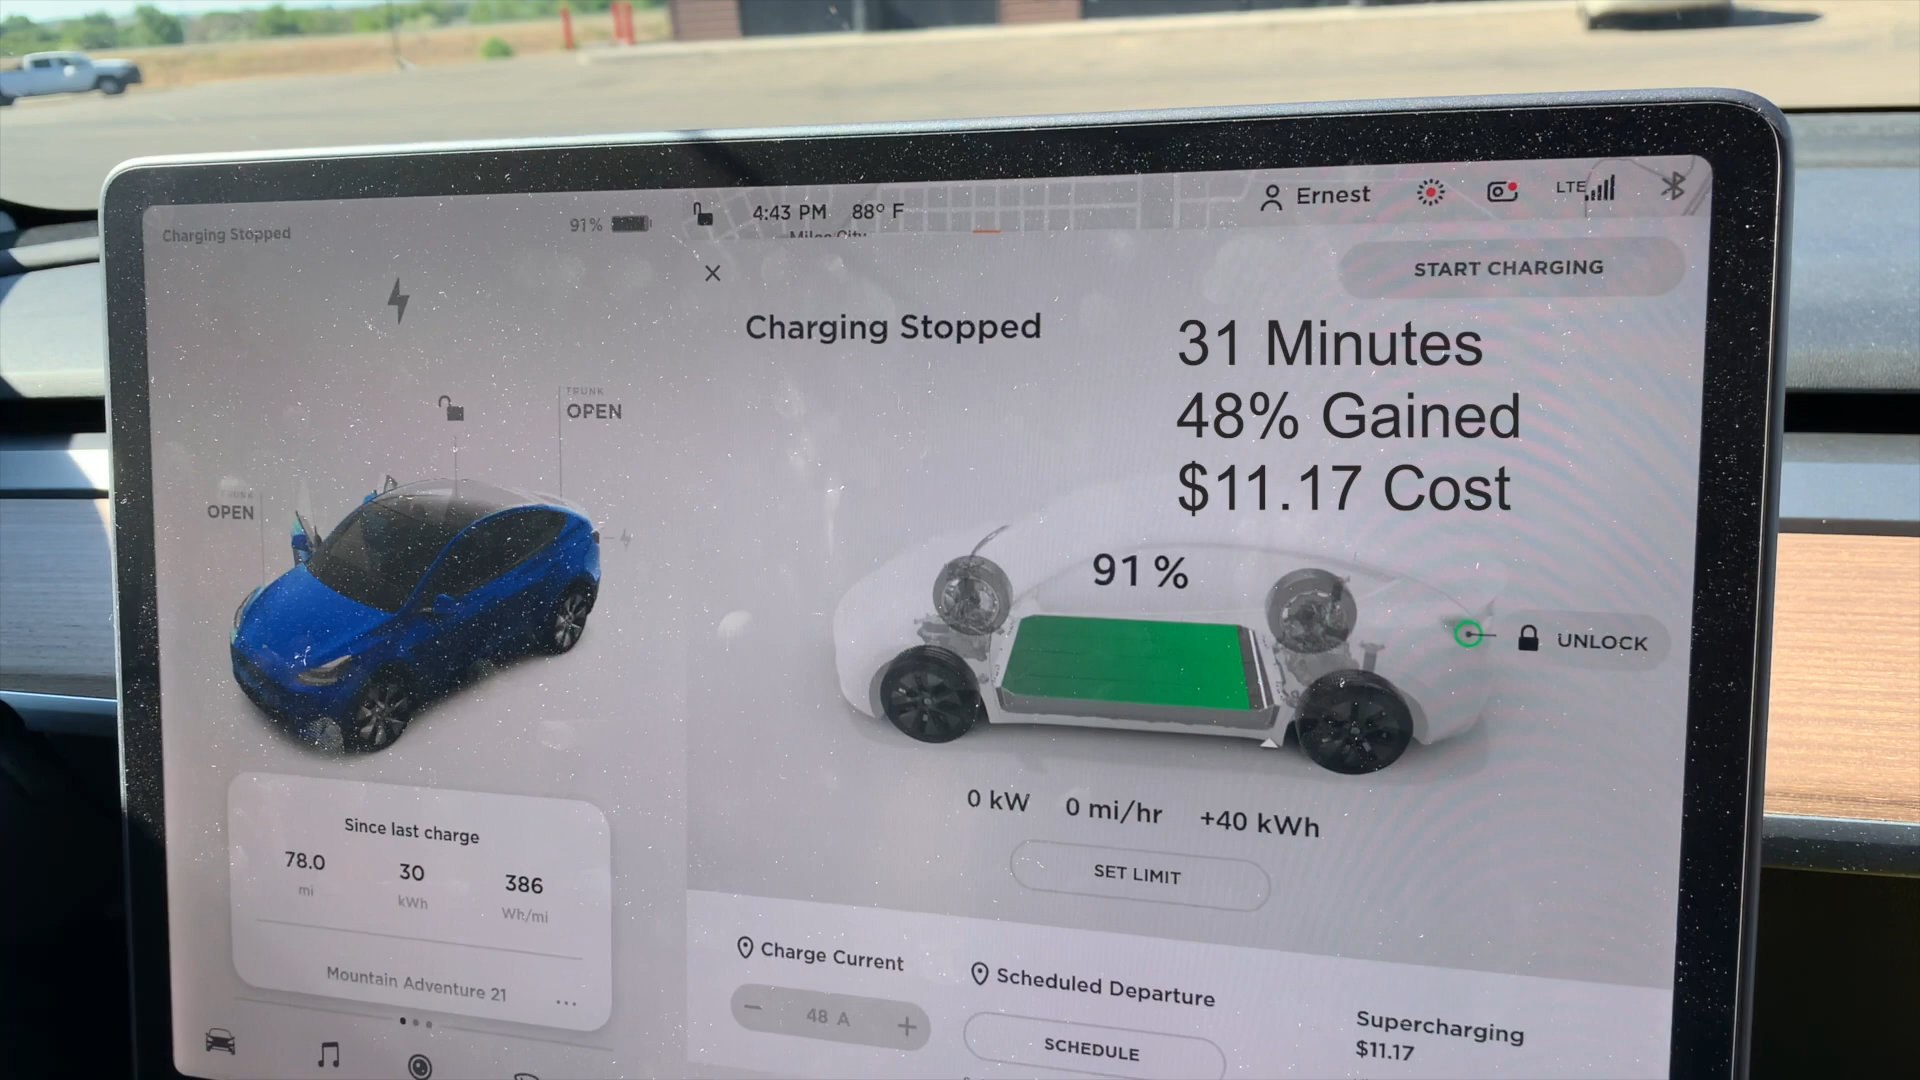 Charging Stopped
91%
4:43 PM 88° F
Ernest
LTE
Miles City
START CHARGING
Charging Stopped
31 Minutes
48% Gained
$11.17 Cost
TRUNK
OPEN
OPEN
91%
UNLOCK
0 kW 0 mi/hr +40 kWh
SET LIMIT
Since last charge
78.0 30 386
mi kWh Wh/mi
Mountain Adventure 21
...
Charge Current
− 48 A +
Scheduled Departure
SCHEDULE
Supercharging
$11.17